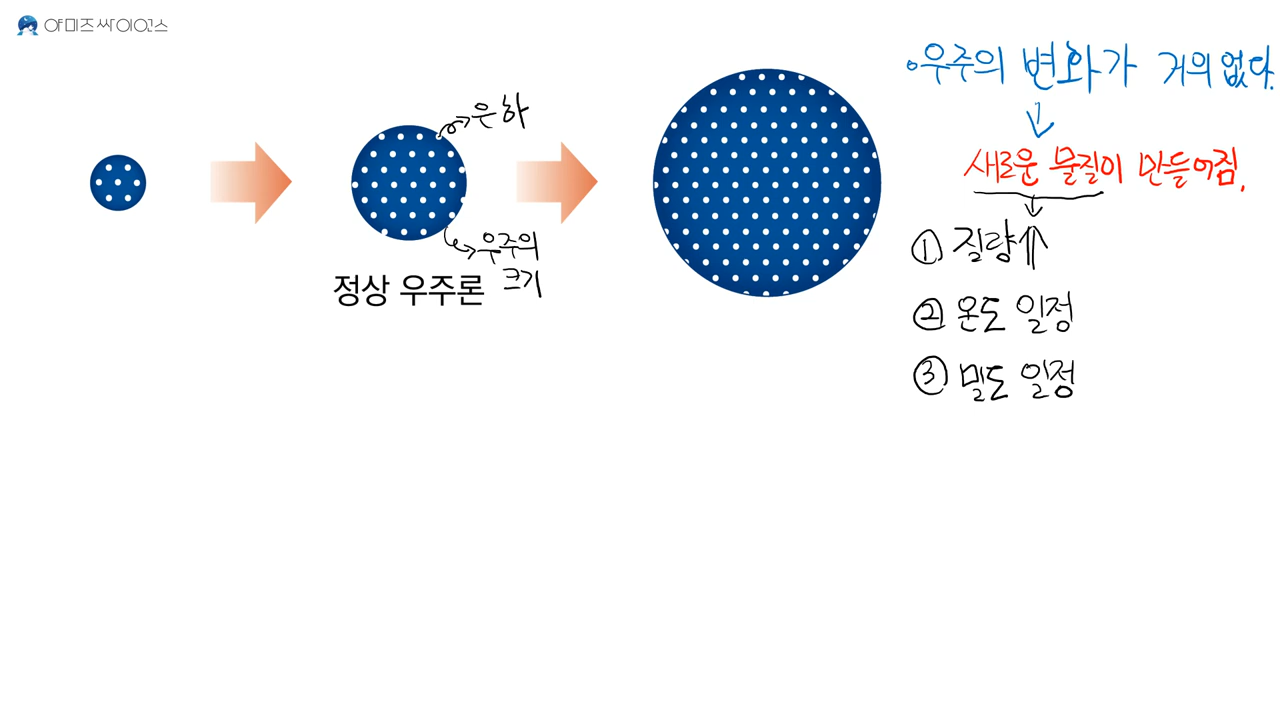 야미즈 싸이언스
우주의 변화가 거의 없다.
새로운 물질이 만들어짐.
은하
우주의
크기
정상 우주론
① 질량⇑
② 온도 일정
③ 밀도 일정